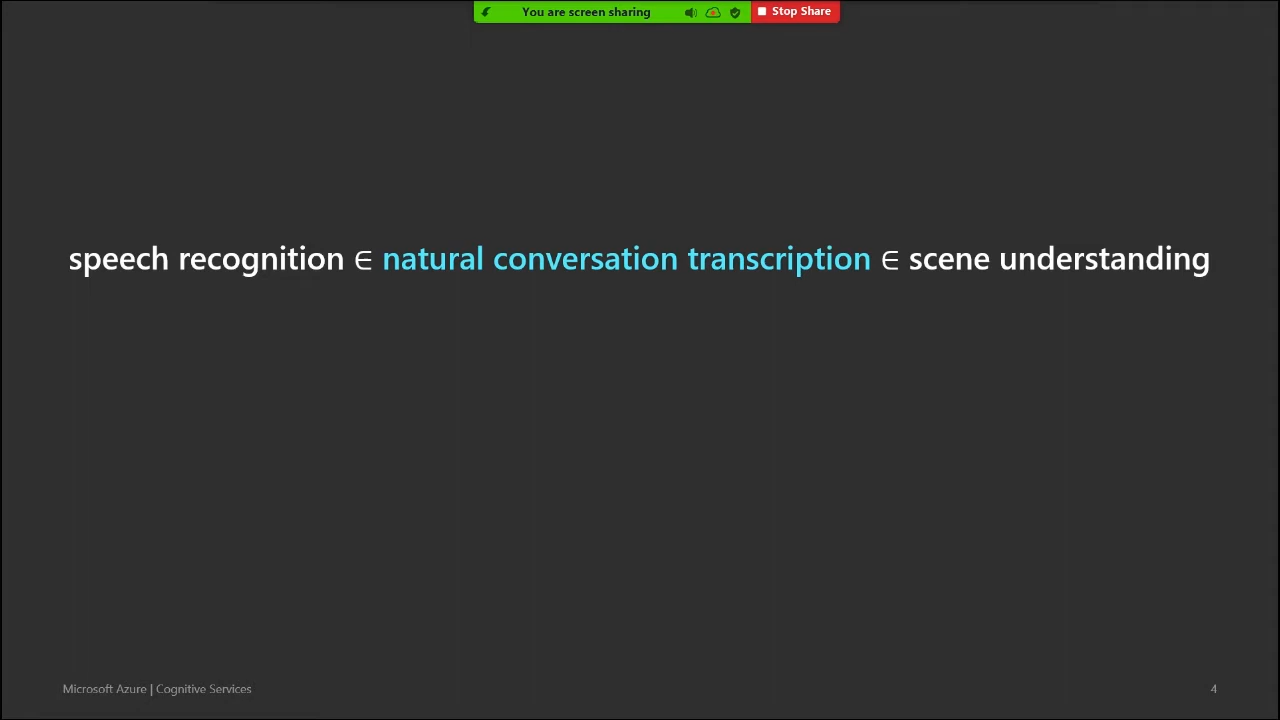 You are screen sharing Stop Share
speech recognition ∈ natural conversation transcription ∈ scene understanding
Microsoft Azure | Cognitive Services 4